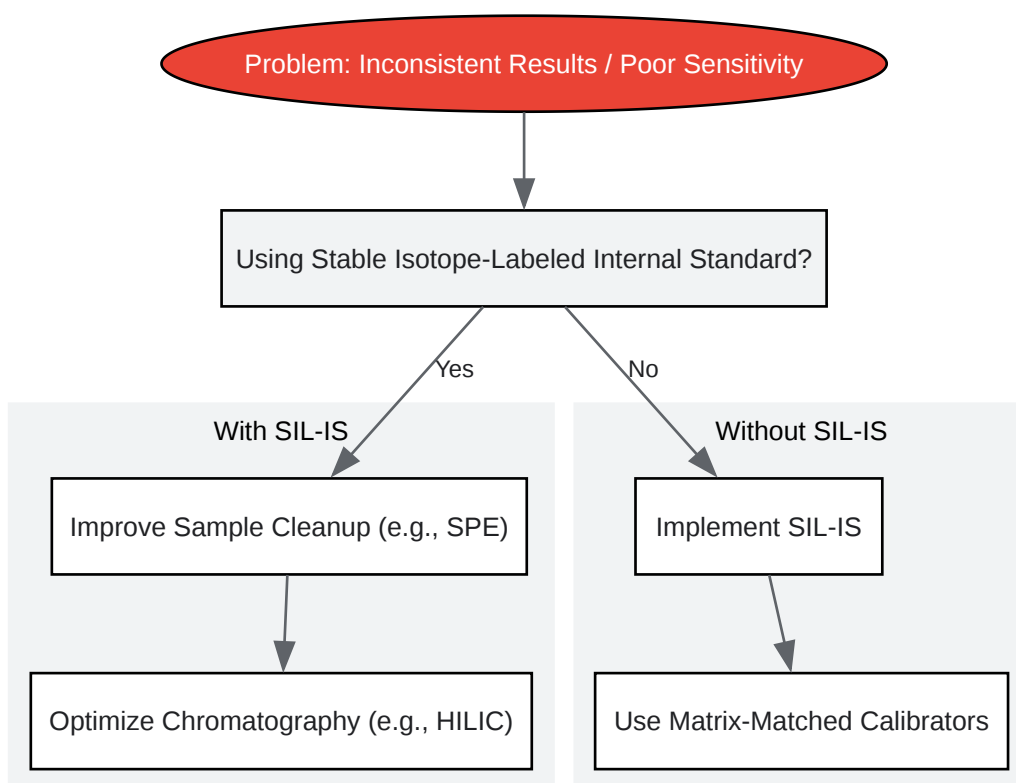 Problem: Inconsistent Results / Poor Sensitivity
Using Stable Isotope-Labeled Internal Standard?
Yes
No
With SIL-IS
Without SIL-IS
Improve Sample Cleanup (e.g., SPE)
Implement SIL-IS
Optimize Chromatography (e.g., HILIC)
Use Matrix-Matched Calibrators